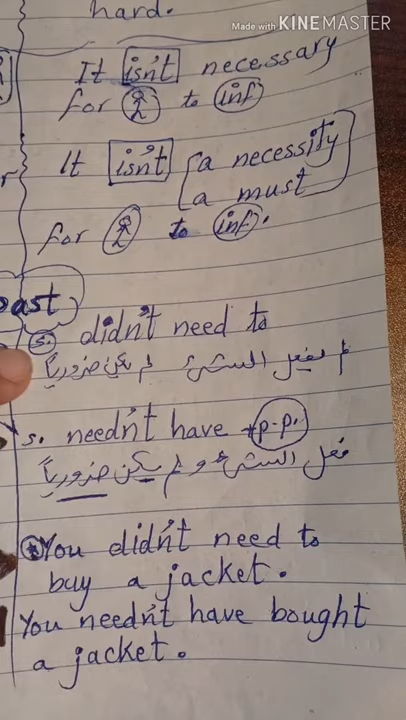 hard.
Made with KINEMASTER
It isn't necessary
for to inf
It isn't a necessity
a must
for to inf.
past
s. didn't need to
لم يفعل الشئ لم يكن ضرورياً
s. needn't have + p.p.
فعل الشئ و لم يكن ضرورياً
You didn't need to
buy a jacket.
You needn't have bought
a jacket.